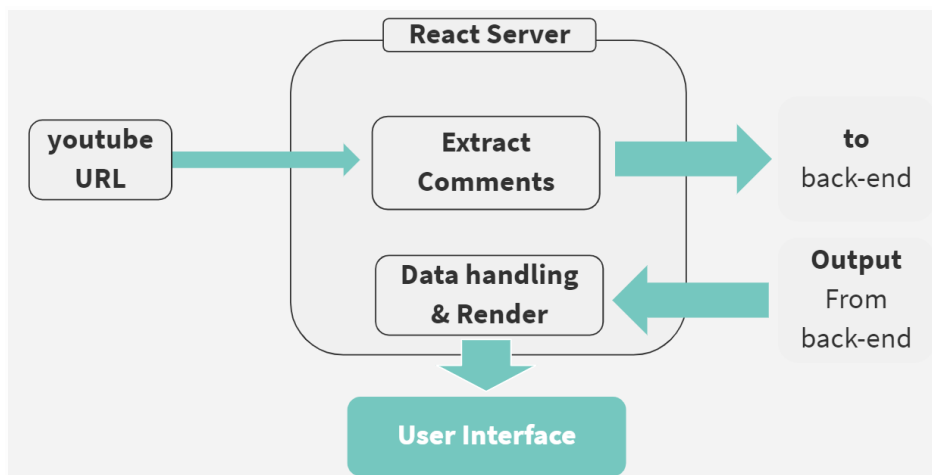 React Server
youtube
URL
Extract
Comments
to
back-end
Data handling
& Render
Output
From
back-end
User Interface